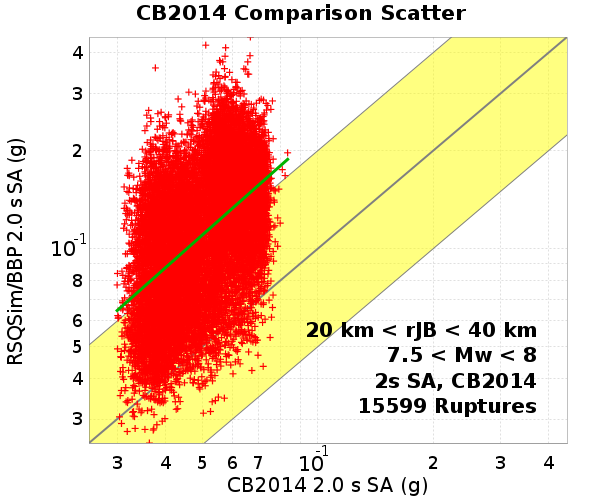 CB2014 Comparison Scatter
RSQSim/BBP 2.0 s SA (g)
4
3
2
10⁻¹
8
6
5
4
3
20 km < rJB < 40 km
7.5 < Mw < 8
2s SA, CB2014
15599 Ruptures
3 4 5 6 7 10⁻¹ 2 3 4
CB2014 2.0 s SA (g)